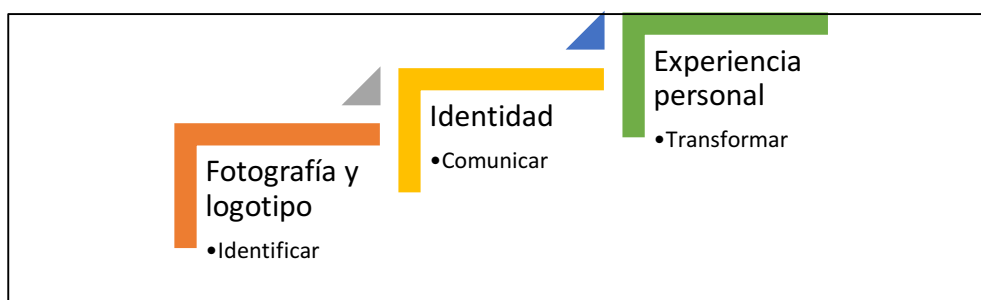 Fotografía y
logotipo
•Identificar
Identidad
•Comunicar
Experiencia
personal
•Transformar